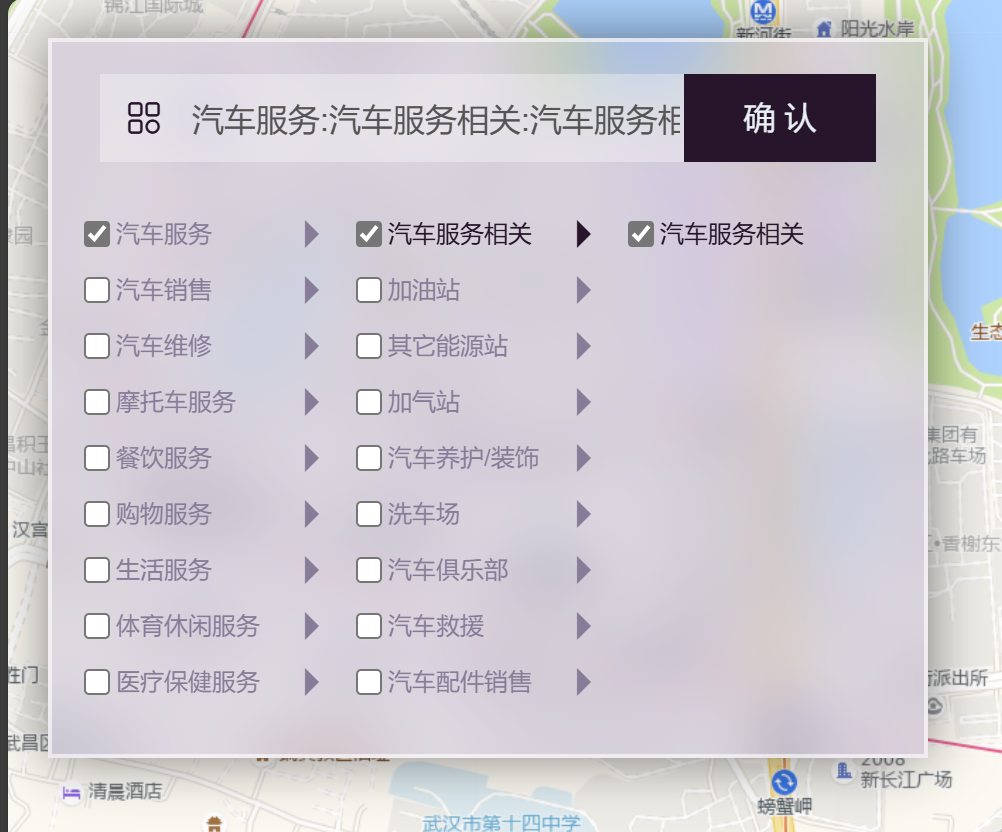 锦江国际城
新河街
阳光水岸
汽车服务:汽车服务相关:汽车服务相
确 认
汽车服务
汽车服务相关
汽车服务相关
汽车销售
加油站
汽车维修
其它能源站
摩托车服务
加气站
餐饮服务
汽车养护/装饰
购物服务
洗车场
生活服务
汽车俱乐部
体育休闲服务
汽车救援
医疗保健服务
汽车配件销售
园
生态
集团有
路车场
汉宫
香榭东
派出所
武昌区
清晨酒店
2008
新长江广场
螃蟹岬
武汉市第十四中学